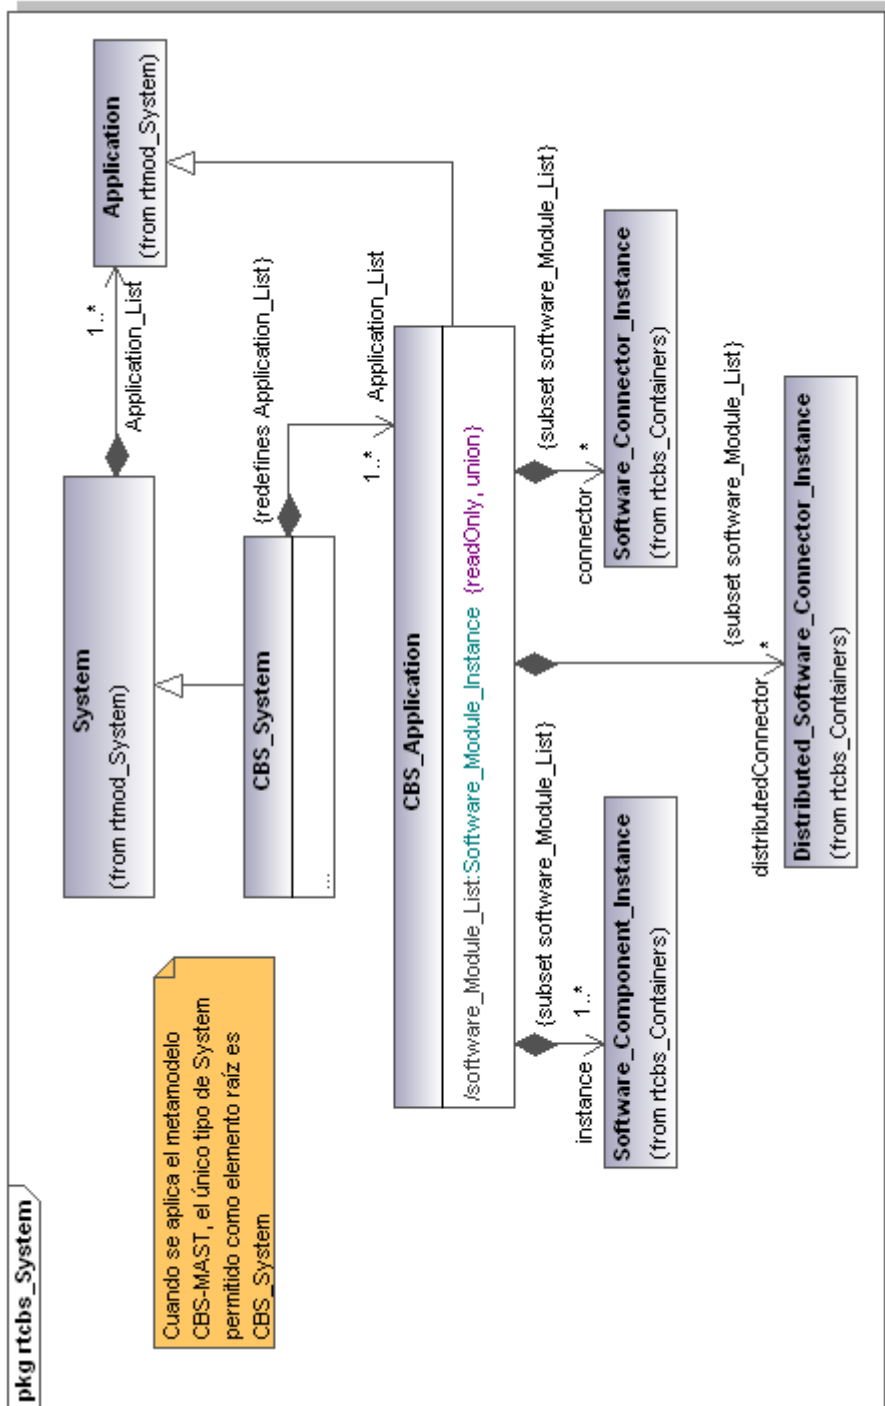 pkg rtcbs_System
Cuando se aplica el metamodelo
CBS-MAST, el único tipo de System
permitido como elemento raíz es
CBS_System
System
(from rtmod_System)
Application_List
1..*
Application
(from rtmod_System)
CBS_System
...
{redefines Application_List}
1..*
Application_List
CBS_Application
/software_Module_List:Software_Module_Instance {readOnly, union}
{subset software_Module_List}
instance
1..*
{subset software_Module_List}
distributedConnector
*
{subset software_Module_List}
connector
*
Software_Component_Instance
(from rtcbs_Containers)
Software_Connector_Instance
(from rtcbs_Containers)
Distributed_Software_Connector_Instance
(from rtcbs_Containers)